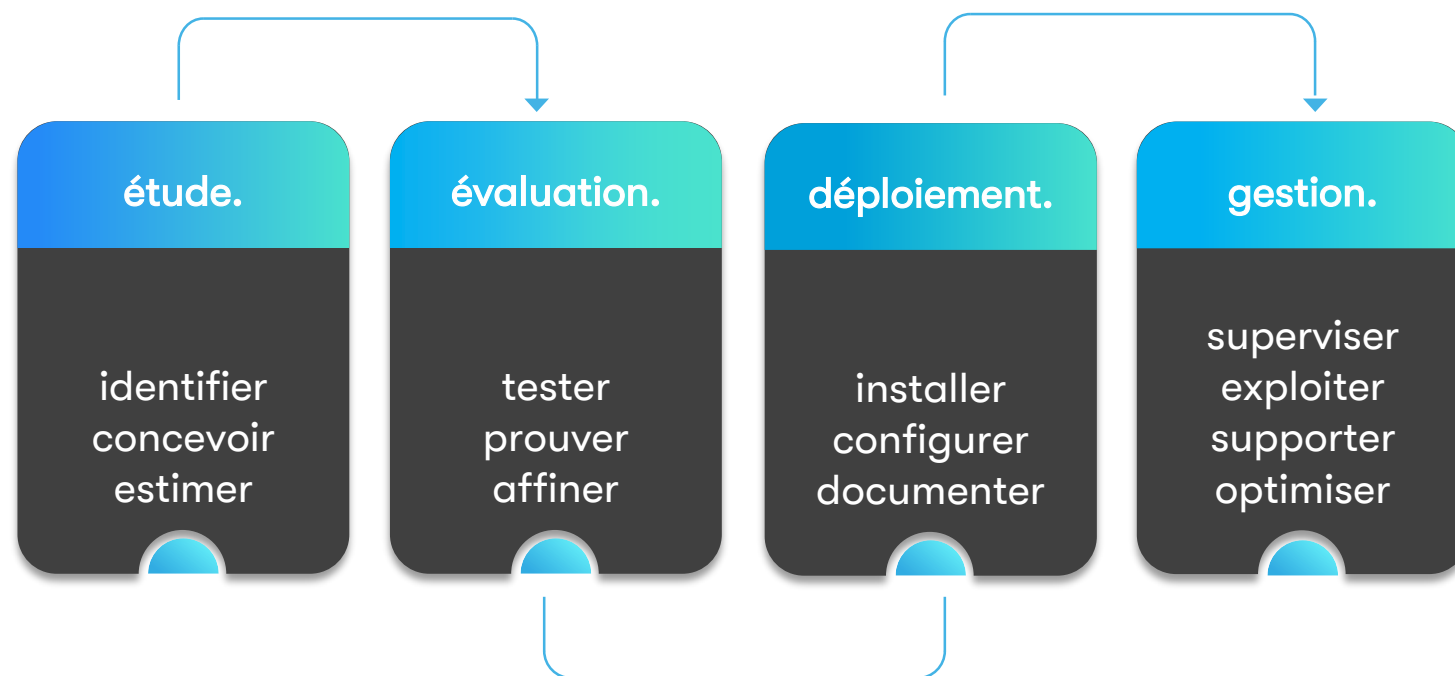 étude.
identifier
concevoir
estimer
évaluation.
tester
prouver
affiner
déploiement.
installer
configurer
documenter
gestion.
superviser
exploiter
supporter
optimiser